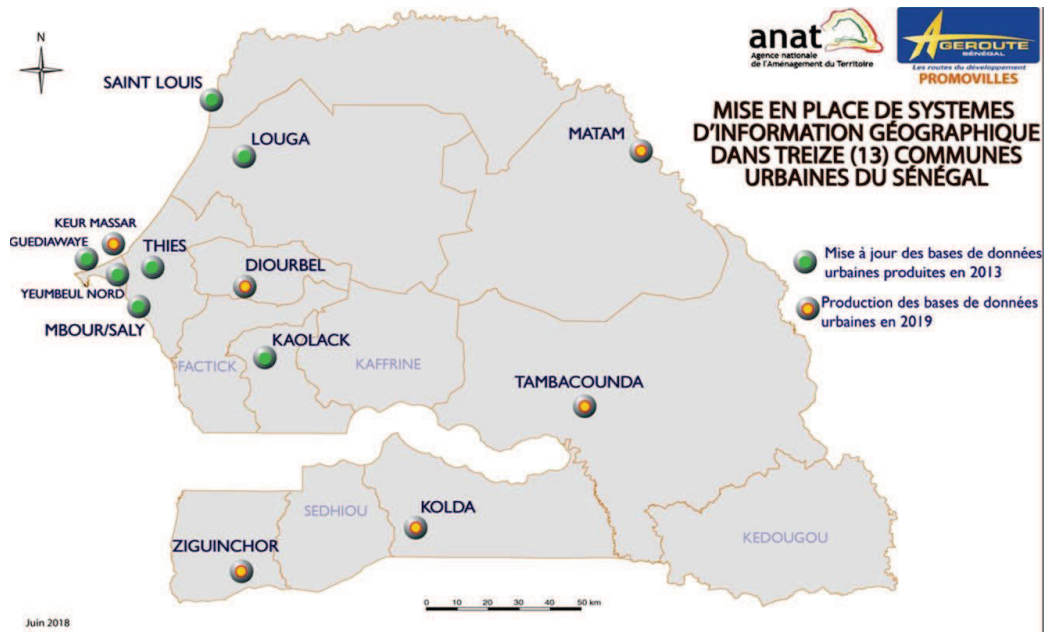 N
anat
Agence nationale
de l'Aménagement du Territoire
AGEROUTE
SÉNÉGAL
Les routes du développement
PROMOVILLES
MISE EN PLACE DE SYSTEMES
D'INFORMATION GÉOGRAPHIQUE
DANS TREIZE (13) COMMUNES
URBAINES DU SÉNÉGAL
SAINT LOUIS
LOUGA
MATAM
KEUR MASSAR
GUEDIAWAYE
THIES
DIOURBEL
YEUMBEUL NORD
MBOUR/SALY
KAOLACK
FACTICK
KAFFRINE
TAMBACOUNDA
Mise à jour des bases de données
urbaines produites en 2013
Production des bases de données
urbaines en 2019
SEDHIOU
KOLDA
KEDOUGOU
ZIGUINCHOR
0 10 20 30 40 50 km
Juin 2018